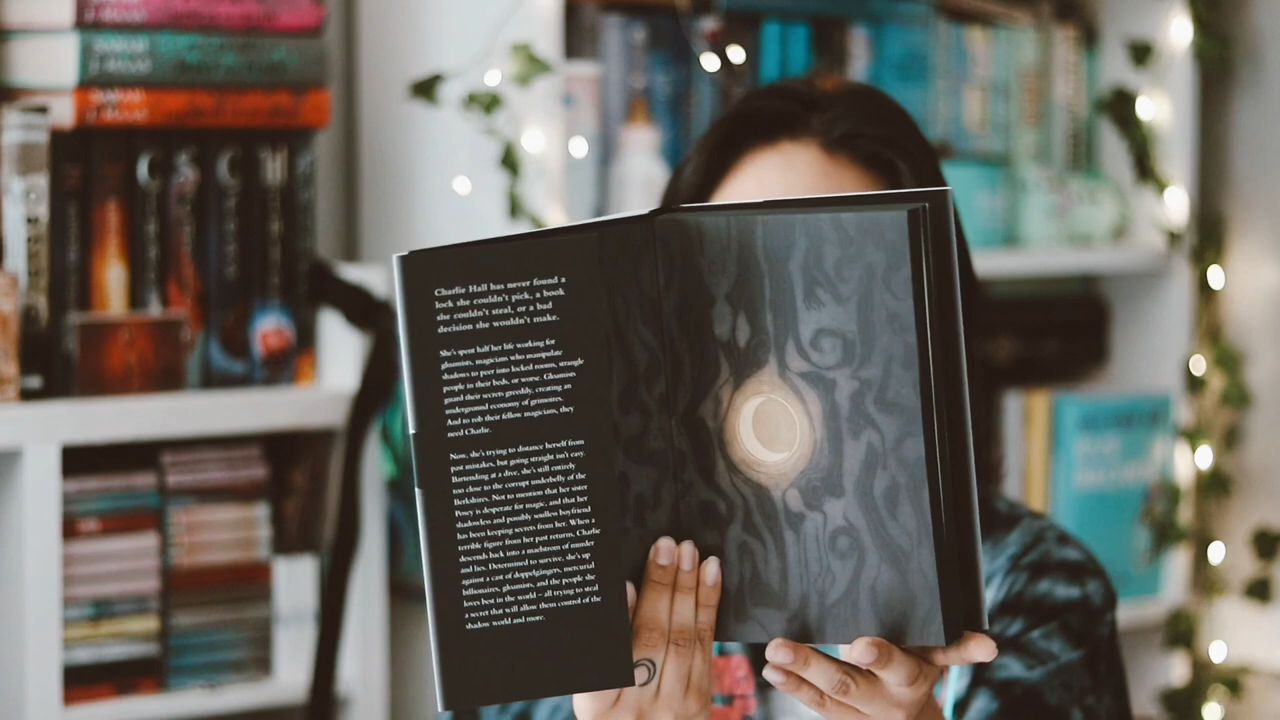 SARAH
J. MAAS
SARAH
J. MAAS
Charlie Hall has never found a
lock she couldn't pick, a book
she couldn't steal, or a bad
decision she wouldn't make.
She's spent half her life working for
gloamists, magicians who manipulate
shadows to peer into locked rooms, strangle
people in their beds, or worse. Gloamists
guard their secrets greedily, creating an
underground economy of grimoires.
And to rob their fellow magicians, they
need Charlie.
Now, she's trying to distance herself from
past mistakes, but going straight isn't easy.
Bartending at a dive, she's still entirely
too close to the corrupt underbelly of the
Berkshires. Not to mention that her sister
Posey is desperate for magic, and that her
shadowless and possibly soulless boyfriend
has been keeping secrets from her. When a
terrible figure from her past returns, Charlie
descends back into a maelstrom of murder
and lies. Determined to survive, she's up
against a cast of doppelgängers, mercurial
billionaires, gloamists, and the people she
loves best in the world – all trying to steal
a secret that will allow them control of the
shadow world and more.